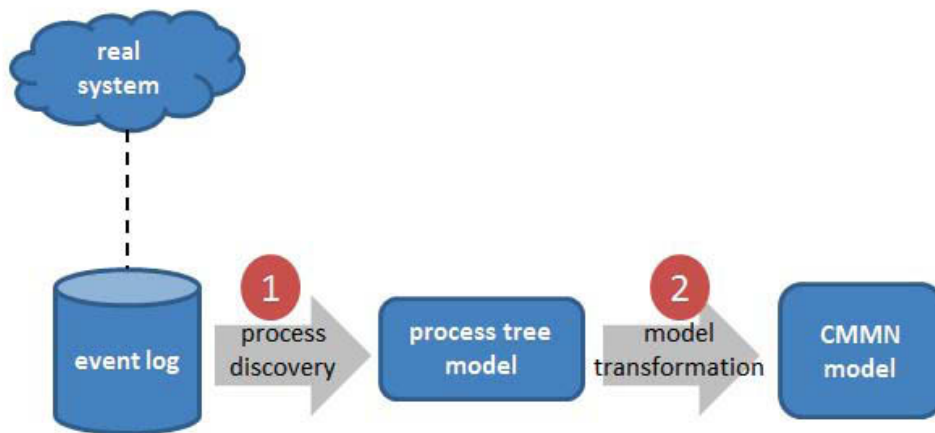 real
system
event log
1
process
discovery
process tree
model
2
model
transformation
CMMN
model